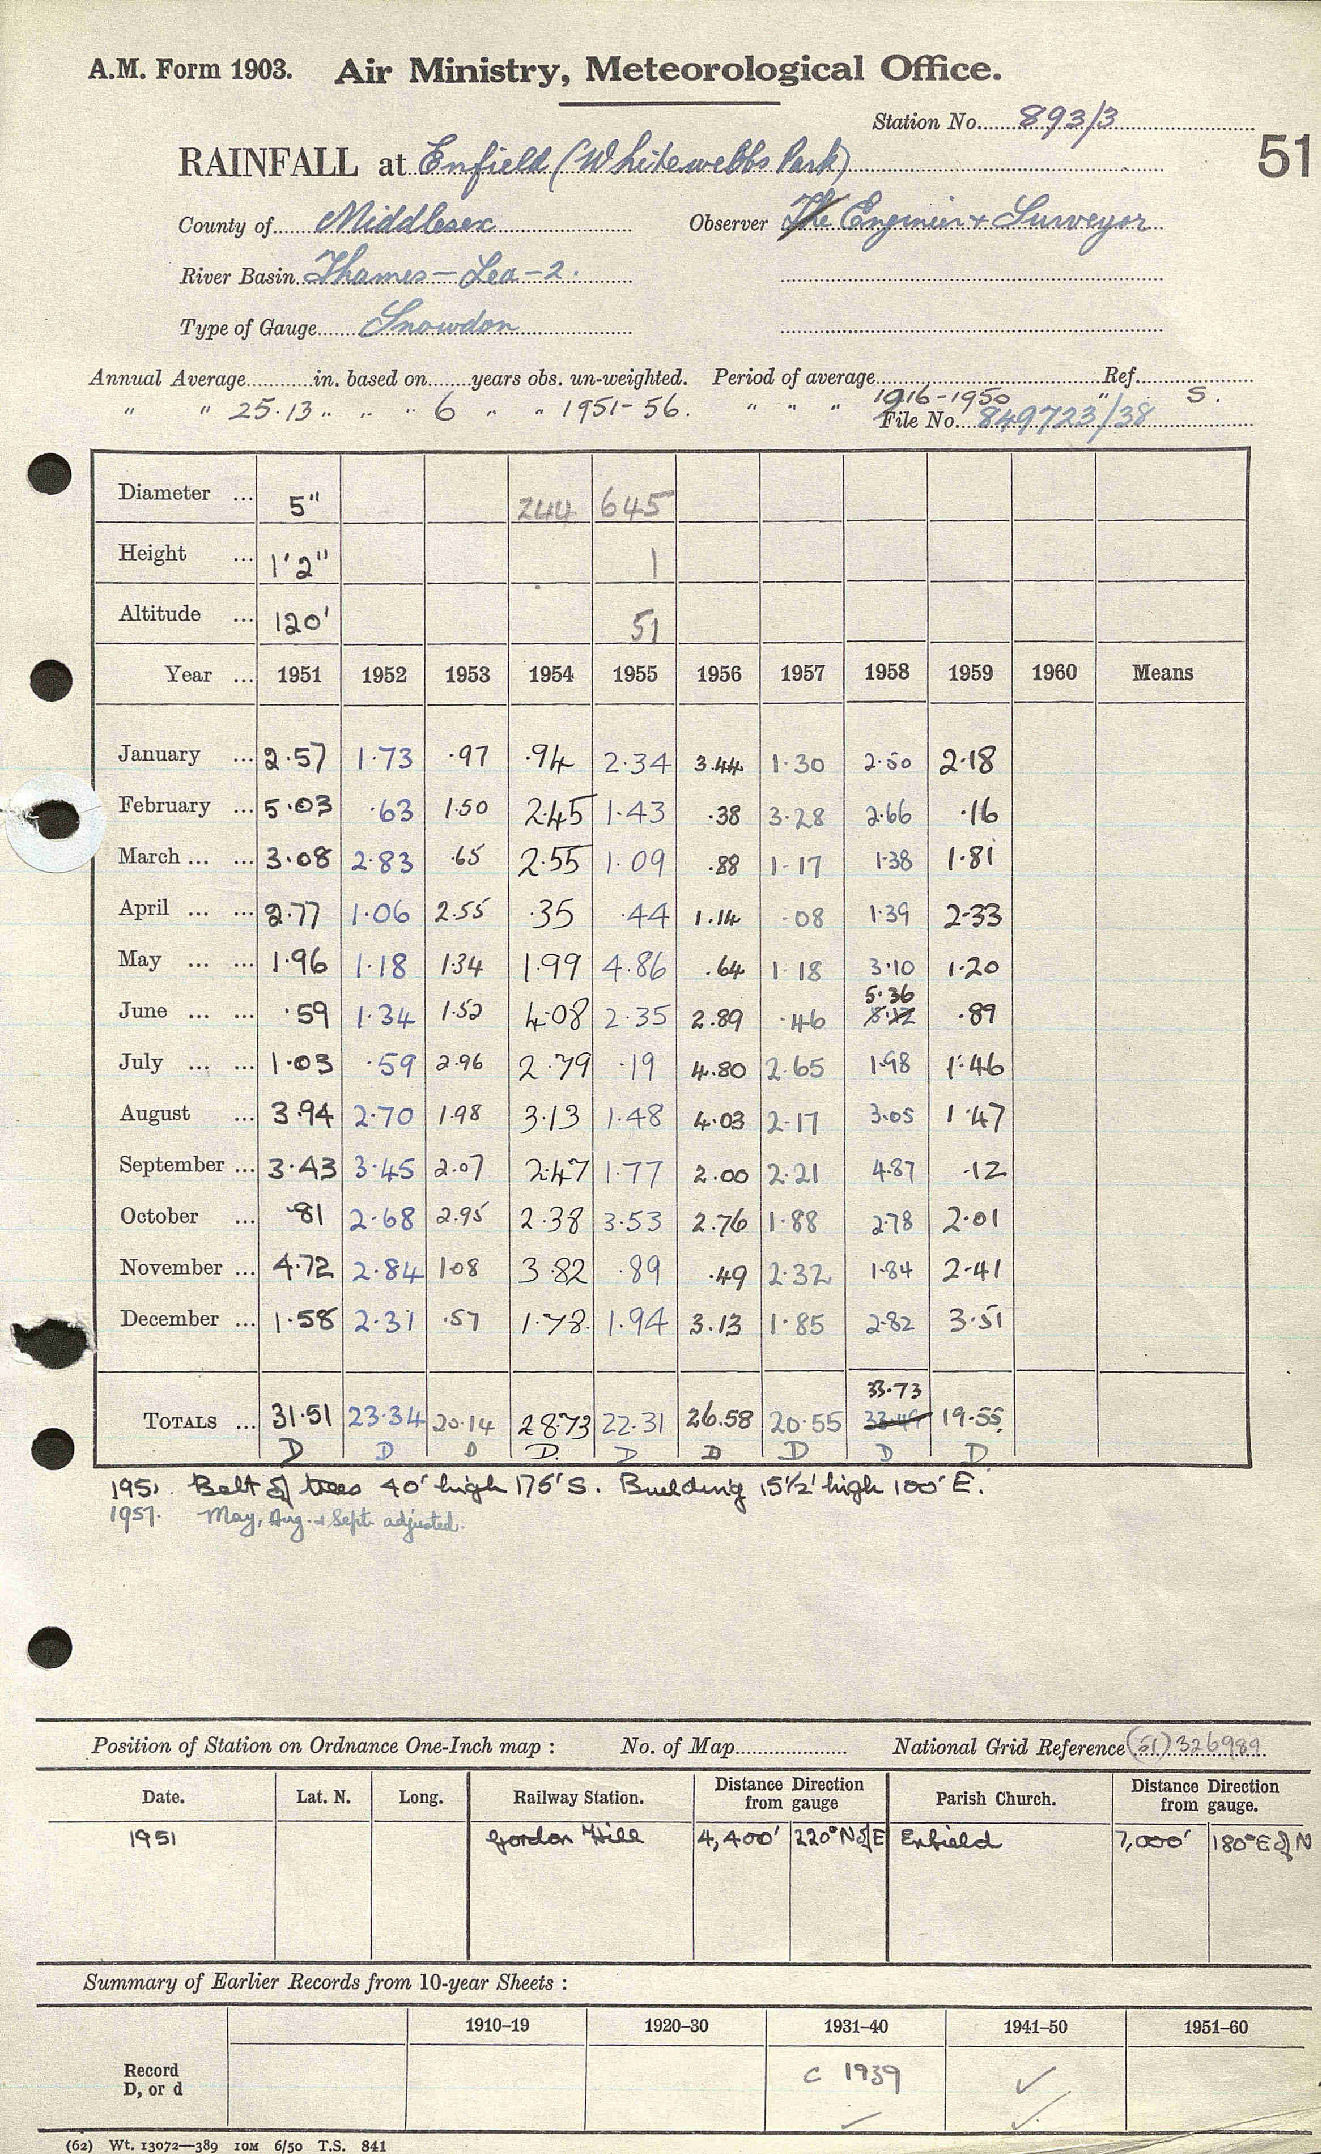 A.M. Form 1903. Air Ministry, Meteorological Office.
Station No. 893/3
51
RAINFALL at Enfield (Whitewebbs Park)
County of Middlesex Observer The Engineer & Surveyor
River Basin Thames - Lea - 2.
Type of Gauge Snowdon
Annual Average in. based on years obs. un-weighted. Period of average Ref.
" " 25.13 " " " 6 " " 1951-56. " " " 1916-1950 " S.
File No. 849723/38
Diameter ... 5" 244 645
Height ... 1'2" 1
Altitude ... 120' 51
Year ... 1951 1952 1953 1954 1955 1956 1957 1958 1959 1960 Means
January ... 2.57 1.73 .97 .94 2.34 3.44 1.30 2.50 2.18
February ... 5.03 .63 1.50 2.45 1.43 .38 3.28 2.66 .16
March ... ... 3.08 2.83 .65 2.55 1.09 .88 1.17 1.38 1.81
April ... ... 2.77 1.06 2.55 .35 .44 1.14 .08 1.39 2.33
May ... ... 1.96 1.18 1.34 1.99 4.86 .64 1.18 3.10 1.20
5.36
June ... ... .59 1.34 1.52 4.08 2.35 2.89 .46 .89
July ... ... 1.03 .59 2.96 2.79 .19 4.80 2.65 1.98 1.46
August ... 3.94 2.70 1.98 3.13 1.48 4.03 2.17 3.05 1.47
September ... 3.43 3.45 2.07 2.47 1.77 2.00 2.21 4.87 .12
October ... .81 2.68 2.95 2.38 3.53 2.76 1.88 2.78 2.01
November ... 4.72 2.84 1.08 3.82 .89 .49 2.32 1.84 2.41
December ... 1.58 2.31 .57 1.78 1.94 3.13 1.85 2.82 3.51
33.73
TOTALS ... 31.51 23.34 20.14 28.73 22.31 26.58 20.55 19.55
D D D D D D D D D
1951 Belt of trees 40' high 175' S. Building 15½' high 100' E.
1957. May, Aug. & Sept. adjusted.
Position of Station on Ordnance One-Inch map : No. of Map National Grid Reference (51) 326989
Date. Lat. N. Long. Railway Station. Distance Direction from gauge Parish Church. Distance Direction from gauge.
1951 Gordon Hill 4,400' 220° N of E Enfield 7,000' 180° E of N
Summary of Earlier Records from 10-year Sheets :
1910-19 1920-30 1931-40 1941-50 1951-60
Record D, or d c 1939 ✓
✓ ✓
(62) Wt. 13072—389 10M 6/50 T.S. 841